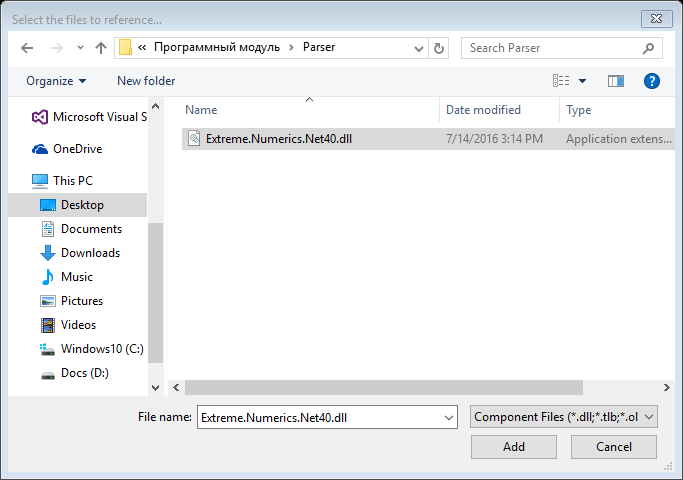 Select the files to reference...
« Программный модуль > Parser
Search Parser
Organize
New folder
?
Name
Date modified
Type
Microsoft Visual S
OneDrive
This PC
Desktop
Documents
Downloads
Music
Pictures
Videos
Windows10 (C:)
Docs (D:)
Extreme.Numerics.Net40.dll
7/14/2016 3:14 PM
Application extens...
File name:
Extreme.Numerics.Net40.dll
Component Files (*.dll;*.tlb;*.ol
Add
Cancel